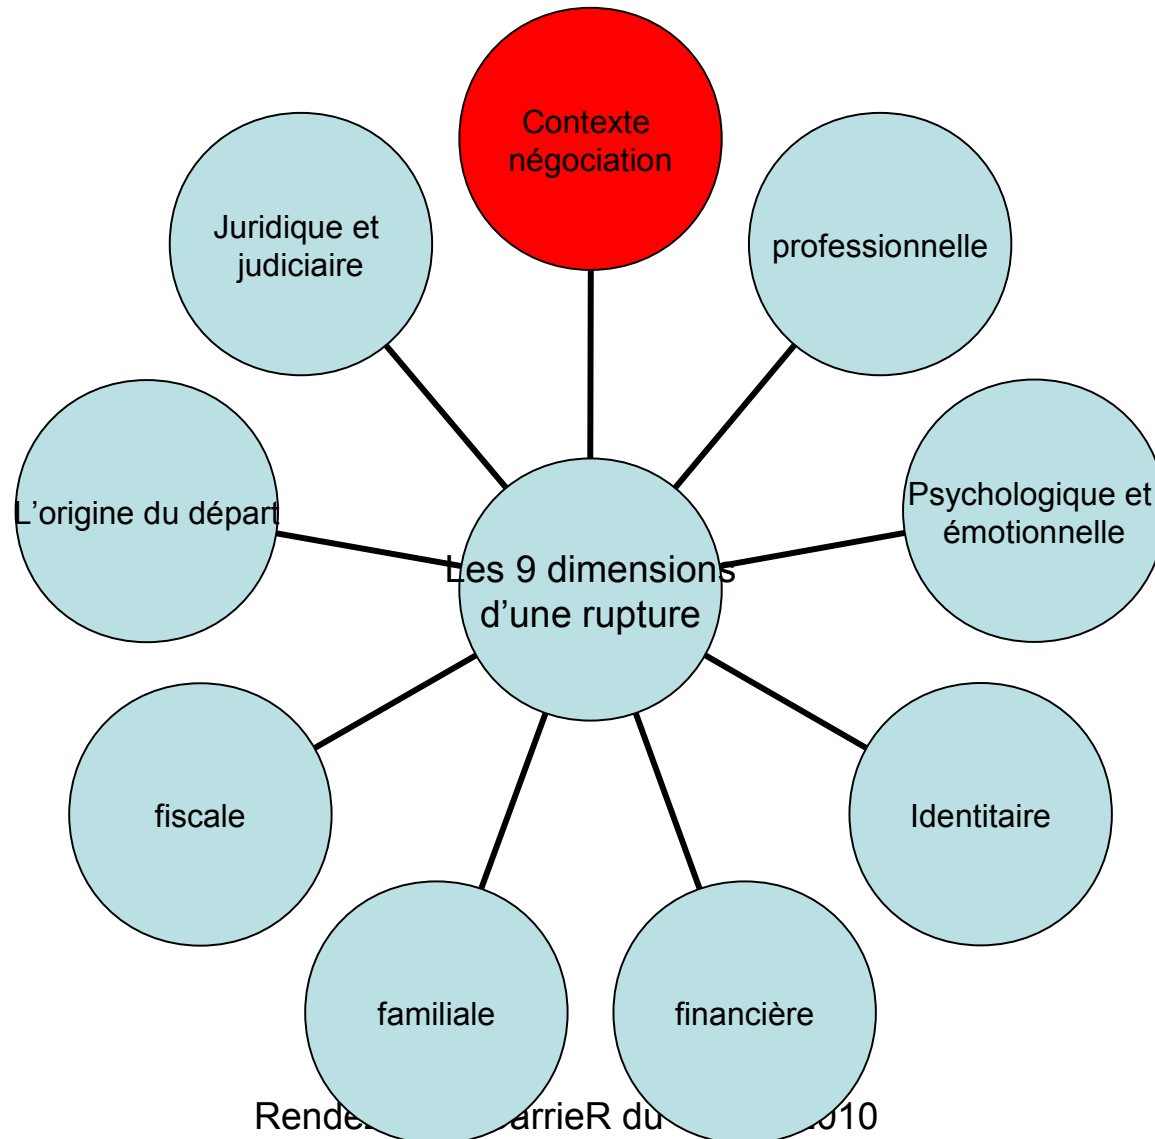 Contexte
négociation
professionnelle
Psychologique et
émotionnelle
Identitaire
financière
familiale
fiscale
L’origine du départ
Juridique et
judiciaire
Les 9 dimensions
d’une rupture
du